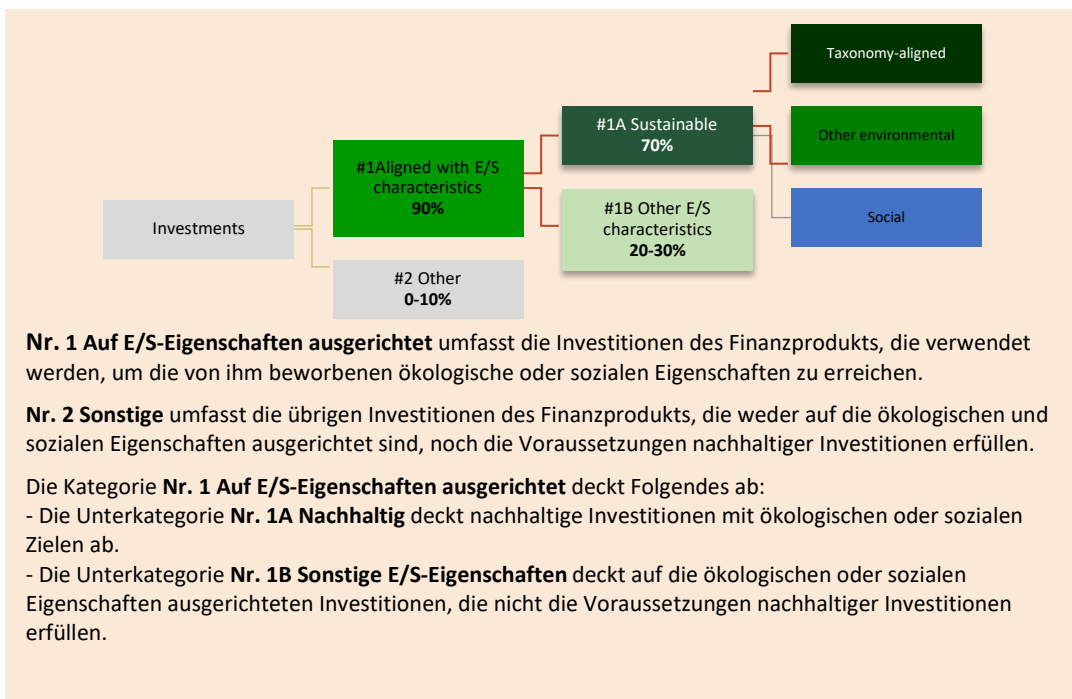 Taxonomy-aligned
#1A Sustainable
70%
Other environmental
#1Aligned with E/S
characteristics
90%
#1B Other E/S
characteristics
20-30%
Social
Investments
#2 Other
0-10%
Nr. 1 Auf E/S-Eigenschaften ausgerichtet umfasst die Investitionen des Finanzprodukts, die verwendet
werden, um die von ihm beworbenen ökologische oder sozialen Eigenschaften zu erreichen.
Nr. 2 Sonstige umfasst die übrigen Investitionen des Finanzprodukts, die weder auf die ökologischen und
sozialen Eigenschaften ausgerichtet sind, noch die Voraussetzungen nachhaltiger Investitionen erfüllen.
Die Kategorie Nr. 1 Auf E/S-Eigenschaften ausgerichtet deckt Folgendes ab:
- Die Unterkategorie Nr. 1A Nachhaltig deckt nachhaltige Investitionen mit ökologischen oder sozialen
Zielen ab.
- Die Unterkategorie Nr. 1B Sonstige E/S-Eigenschaften deckt auf die ökologischen oder sozialen
Eigenschaften ausgerichteten Investitionen, die nicht die Voraussetzungen nachhaltiger Investitionen
erfüllen.